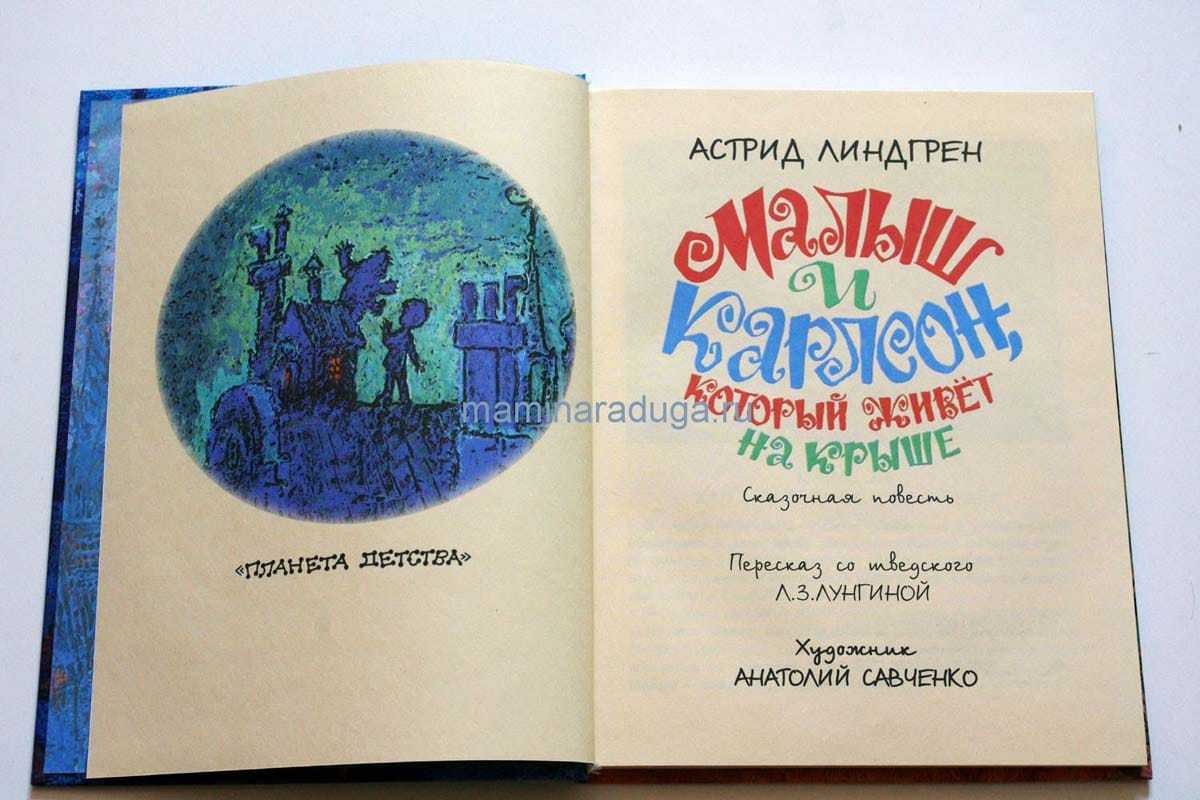 «ПЛАНЕТА ДЕТСТВА»
АСТРИД ЛИНДГРЕН
МАЛЫШ
И
КАРЛСОН,
КОТОРЫЙ ЖИВЁТ
НА КРЫШЕ
Сказочная повесть
Пересказ со шведского
Л.З.ЛУНГИНОЙ
Художник
АНАТОЛИЙ САВЧЕНКО
maminaraduga.ru